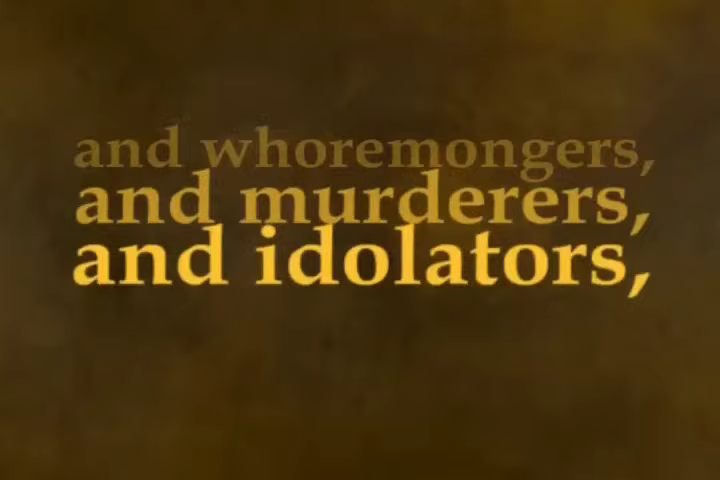 and whoremongers,
and murderers,
and idolators,